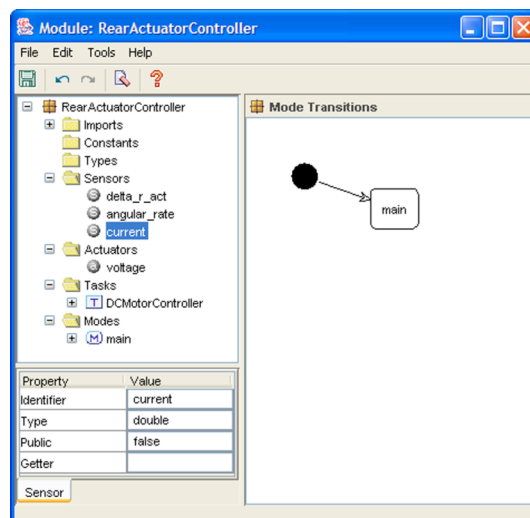 Module: RearActuatorController
File Edit Tools Help
RearActuatorController
Imports
Constants
Types
Sensors
S delta_r_act
S angular_rate
S current
Actuators
a voltage
Tasks
T DCMotorController
Modes
M main
Property Value
Identifier current
Type double
Public false
Getter
Sensor
Mode Transitions
main